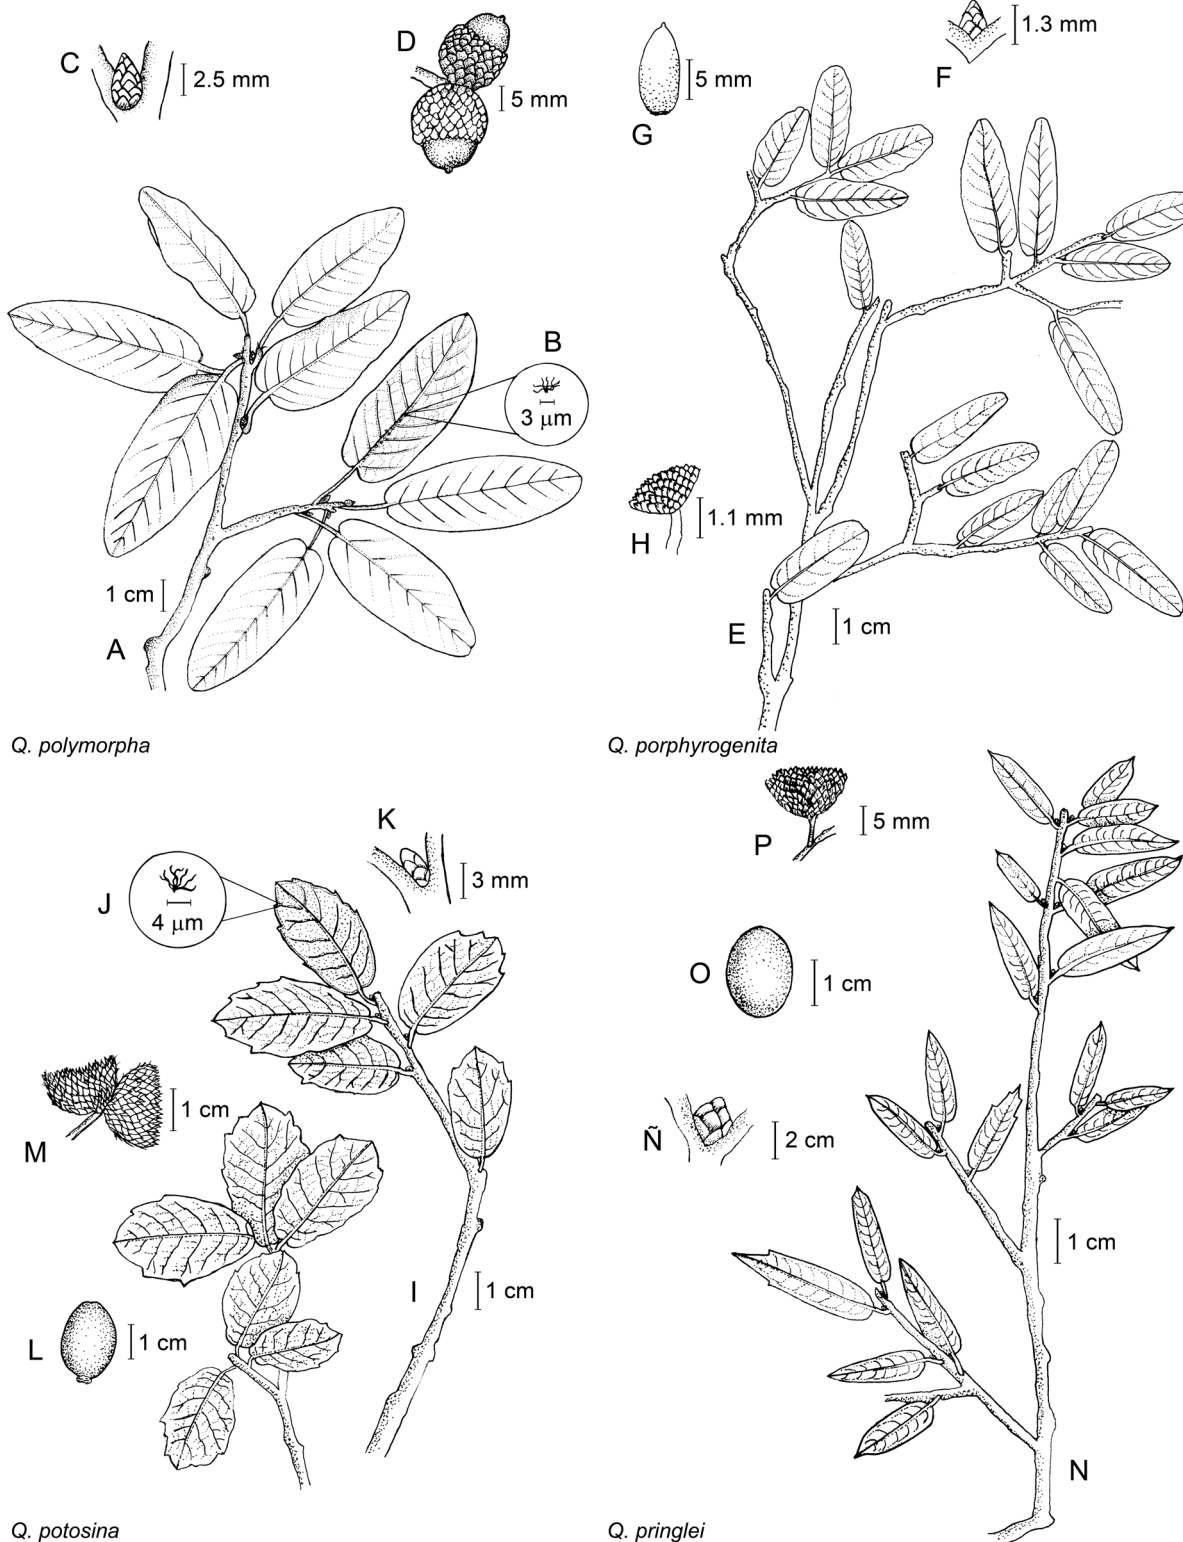 C
2.5 mm
D
5 mm
B
3 μm
1 cm
A
Q. polymorpha
G
5 mm
F
1.3 mm
H
1.1 mm
E
1 cm
Q. porphyrogenita
K
3 mm
J
4 μm
M
1 cm
I
1 cm
L
1 cm
Q. potosina
P
5 mm
O
1 cm
Ñ
2 cm
1 cm
N
Q. pringlei